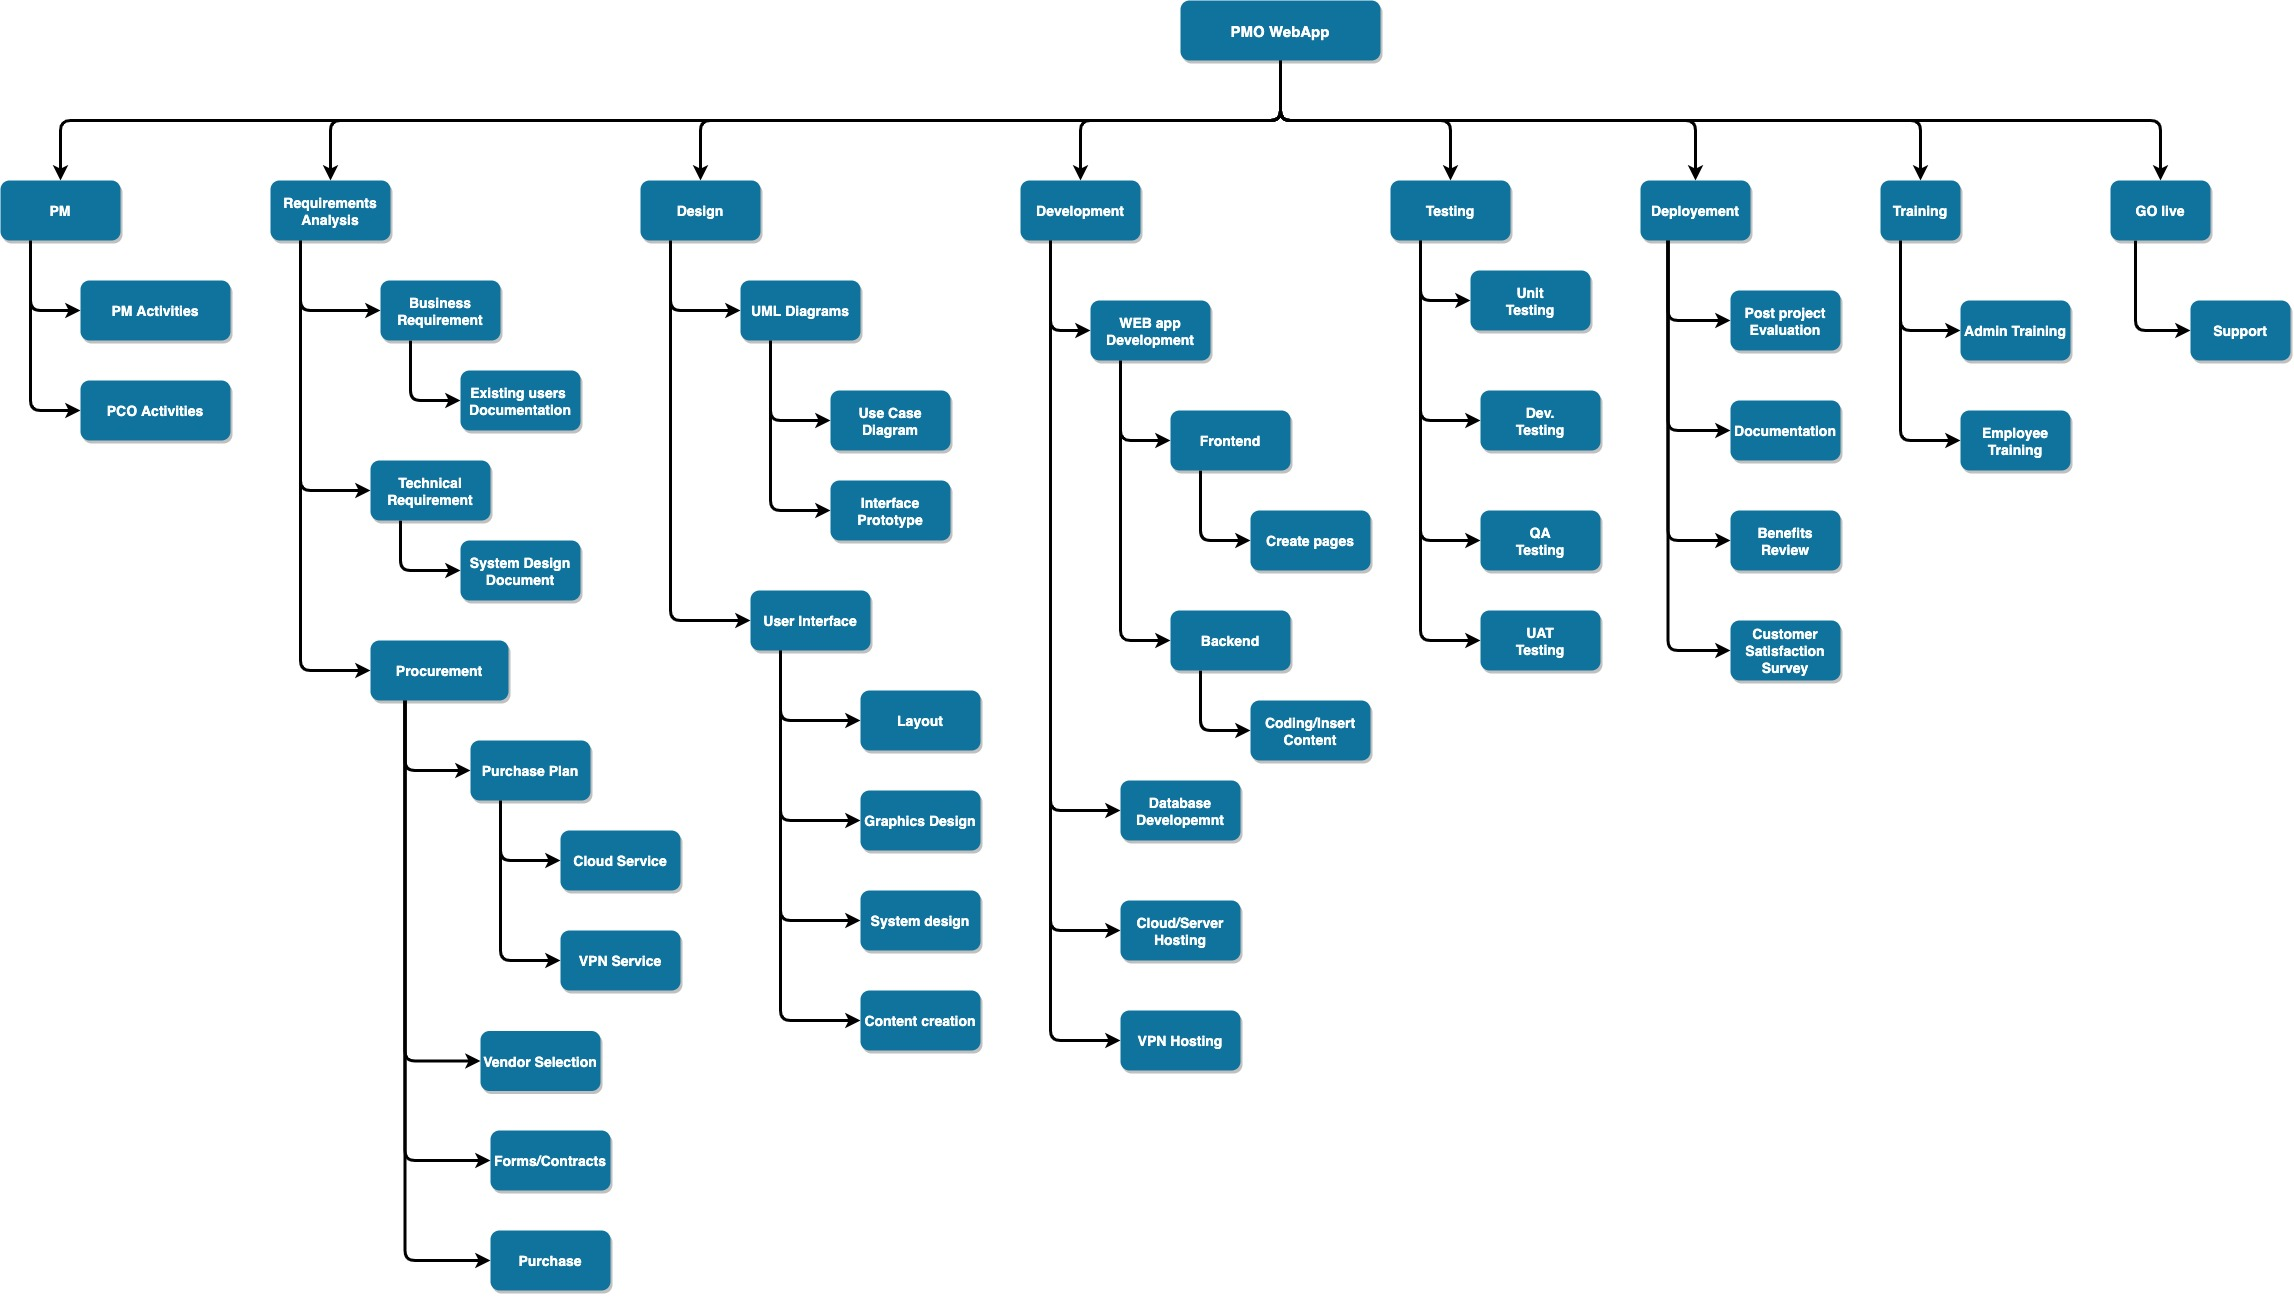 PMO WebApp
PM
PM Activities
PCO Activities
Requirements
Analysis
Business
Requirement
Existing users
Documentation
Technical
Requirement
System Design
Document
Procurement
Purchase Plan
Cloud Service
VPN Service
Vendor Selection
Forms/Contracts
Purchase
Design
UML Diagrams
Use Case
Diagram
Interface
Prototype
User Interface
Layout
Graphics Design
System design
Content creation
Development
WEB app
Development
Frontend
Create pages
Backend
Coding/Insert
Content
Database
Developemnt
Cloud/Server
Hosting
VPN Hosting
Testing
Unit
Testing
Dev.
Testing
QA
Testing
UAT
Testing
Deployement
Post project
Evaluation
Documentation
Benefits
Review
Customer
Satisfaction
Survey
Training
Admin Training
Employee
Training
GO live
Support